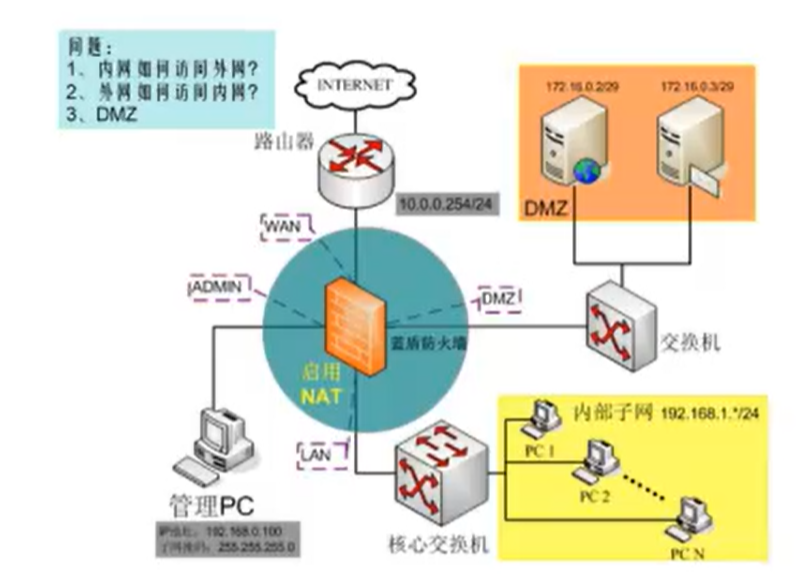 问题：
1、内网如何访问外网？
2、外网如何访问内网？
3、DMZ
INTERNET
路由器
10.0.0.254/24
172.16.0.2/29
172.16.0.3/29
DMZ
WAN
ADMIN
DMZ
蓝盾防火墙
交换机
启用
NAT
LAN
管理PC
IP地址：192.168.0.100
子网掩码：255.255.255.0
核心交换机
内部子网 192.168.1.*/24
PC 1
PC 2
PC N